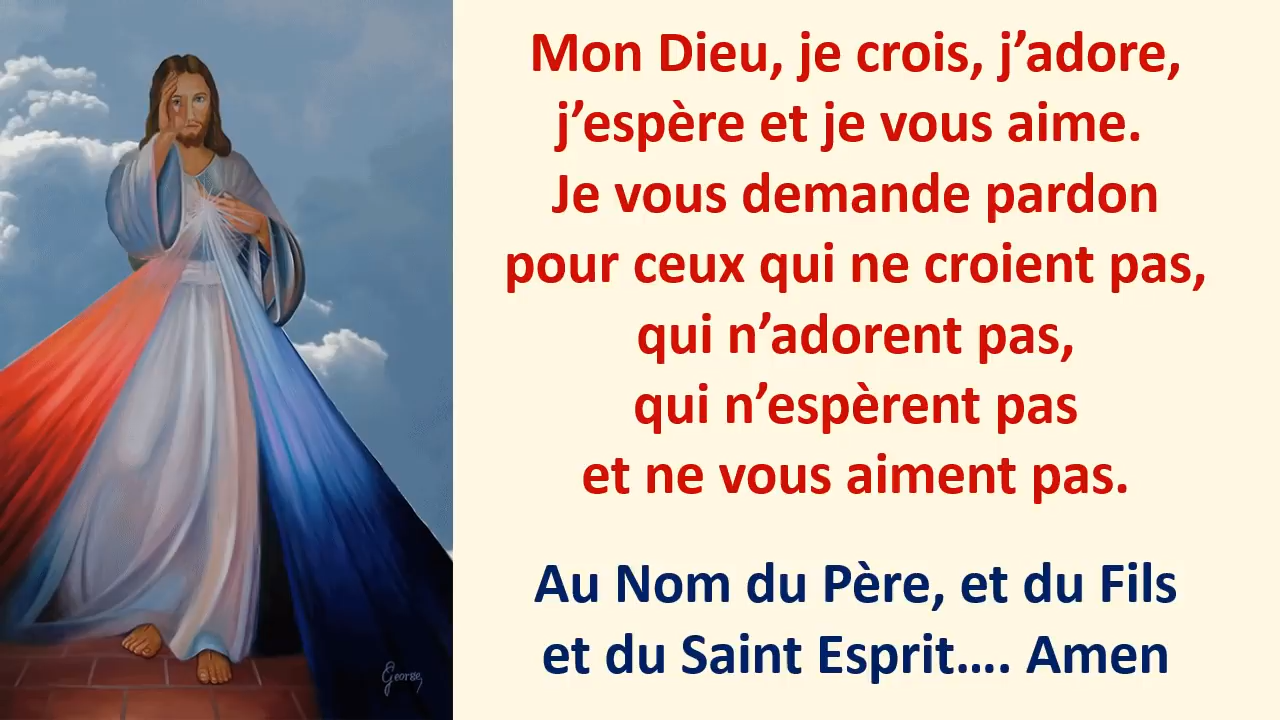 Mon Dieu, je crois, j’adore,
j’espère et je vous aime.
Je vous demande pardon
pour ceux qui ne croient pas,
qui n’adorent pas,
qui n’espèrent pas
et ne vous aiment pas.
Au Nom du Père, et du Fils
et du Saint Esprit…. Amen
George